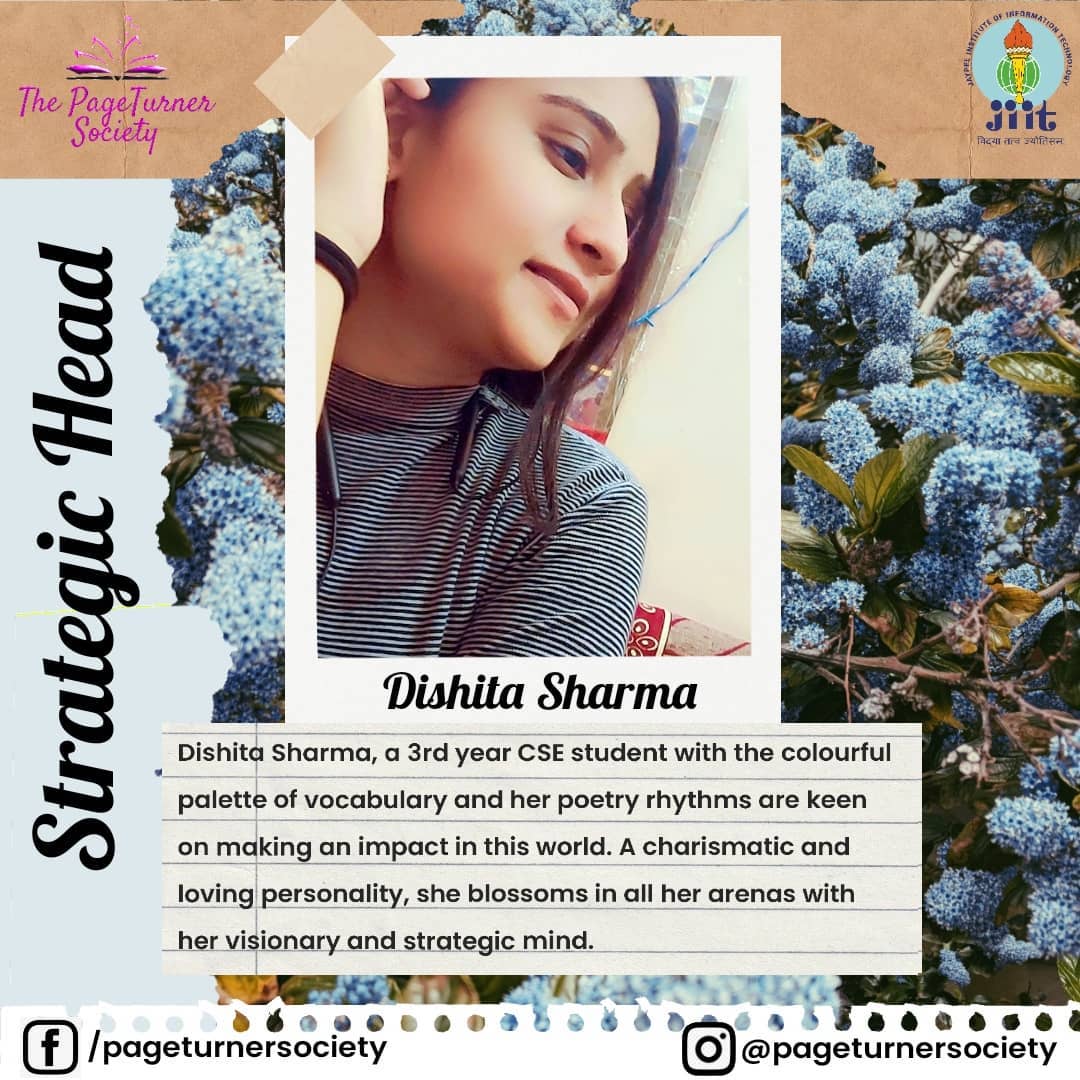 The PageTurner
Society
JAYPEE INSTITUTE OF INFORMATION TECHNOLOGY
jiit
विद्या तत्व ज्योतिसमः
Strategic Head
Dishita Sharma
Dishita Sharma, a 3rd year CSE student with the colourful
palette of vocabulary and her poetry rhythms are keen
on making an impact in this world. A charismatic and
loving personality, she blossoms in all her arenas with
her visionary and strategic mind.
/pageturnersociety
@pageturnersociety